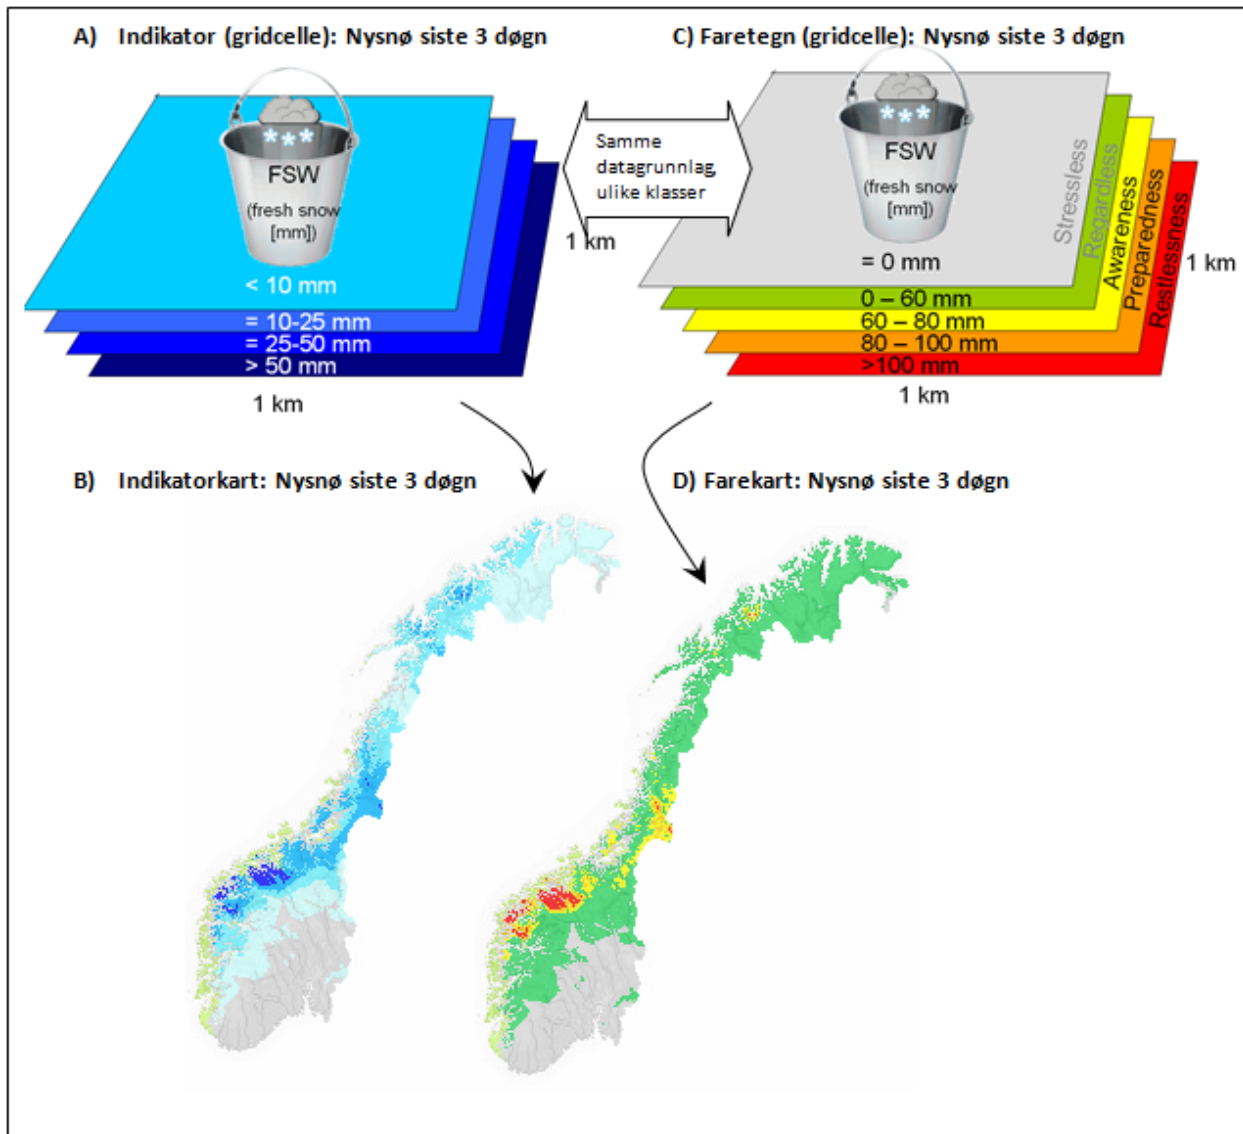 A) Indikator (gridcelle): Nysnø siste 3 døgn
FSW
(fresh snow
[mm])
< 10 mm
= 10-25 mm
= 25-50 mm
> 50 mm
1 km
1 km
Samme
datagrunnlag,
ulike klasser
C) Faretegn (gridcelle): Nysnø siste 3 døgn
FSW
(fresh snow
[mm])
= 0 mm
0 – 60 mm
60 – 80 mm
80 – 100 mm
>100 mm
Stressless
Regardless
Awareness
Preparedness
Restlessness
1 km
1 km
B) Indikatorkart: Nysnø siste 3 døgn
D) Farekart: Nysnø siste 3 døgn